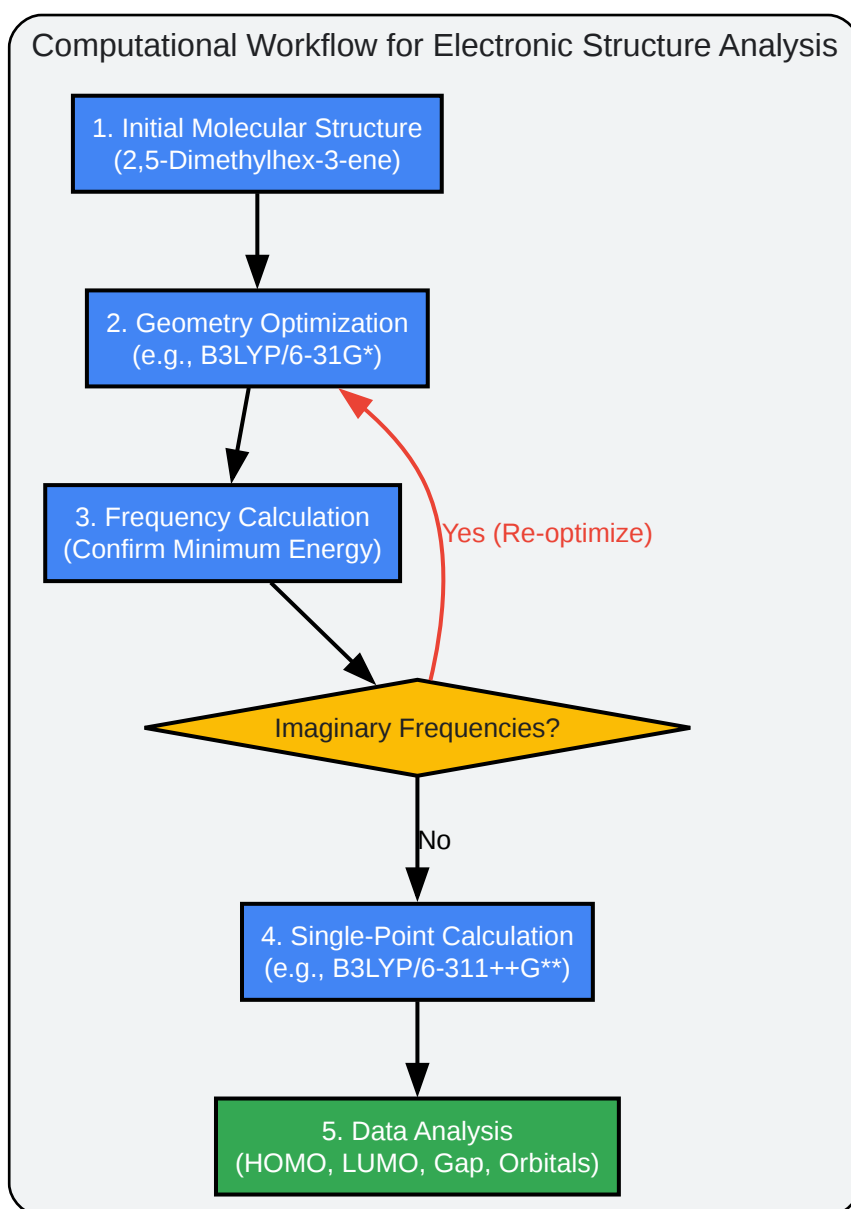 Computational Workflow for Electronic Structure Analysis
1. Initial Molecular Structure
(2,5-Dimethylhex-3-ene)
2. Geometry Optimization
(e.g., B3LYP/6-31G*)
3. Frequency Calculation
(Confirm Minimum Energy)
Yes (Re-optimize)
Imaginary Frequencies?
No
4. Single-Point Calculation
(e.g., B3LYP/6-311++G**)
5. Data Analysis
(HOMO, LUMO, Gap, Orbitals)